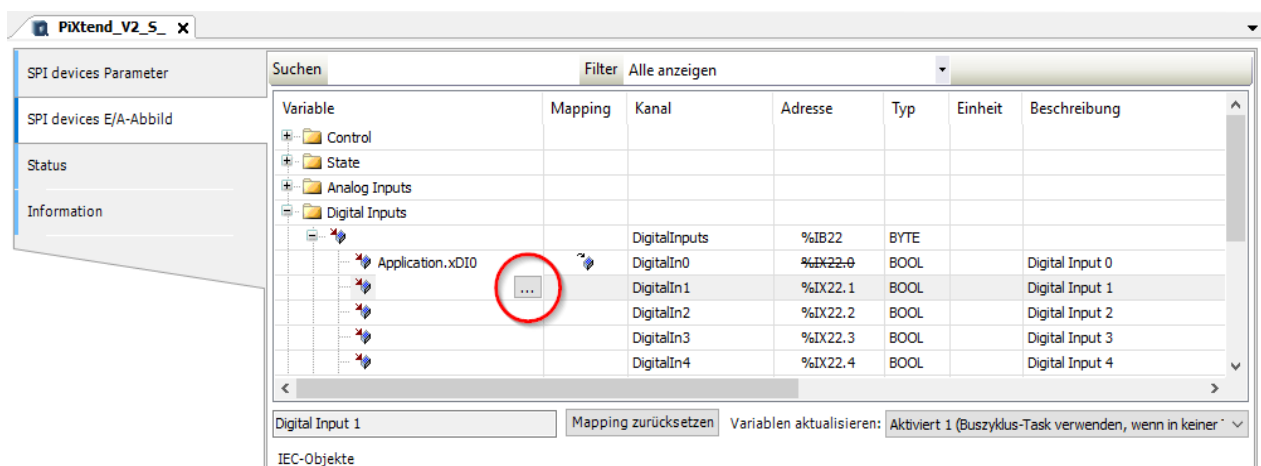 PiXtend_V2_S_ X
SPI devices Parameter
SPI devices E/A-Abbild
Status
Information
Suchen Filter Alle anzeigen
Variable Mapping Kanal Adresse Typ Einheit Beschreibung
Control
State
Analog Inputs
Digital Inputs
DigitalInputs %IB22 BYTE
Application.xDI0 DigitalIn0 %IX22.0 BOOL Digital Input 0
... DigitalIn1 %IX22.1 BOOL Digital Input 1
DigitalIn2 %IX22.2 BOOL Digital Input 2
DigitalIn3 %IX22.3 BOOL Digital Input 3
DigitalIn4 %IX22.4 BOOL Digital Input 4
Digital Input 1 Mapping zurücksetzen Variablen aktualisieren: Aktiviert 1 (Buszyklus-Task verwenden, wenn in keiner
IEC-Objekte